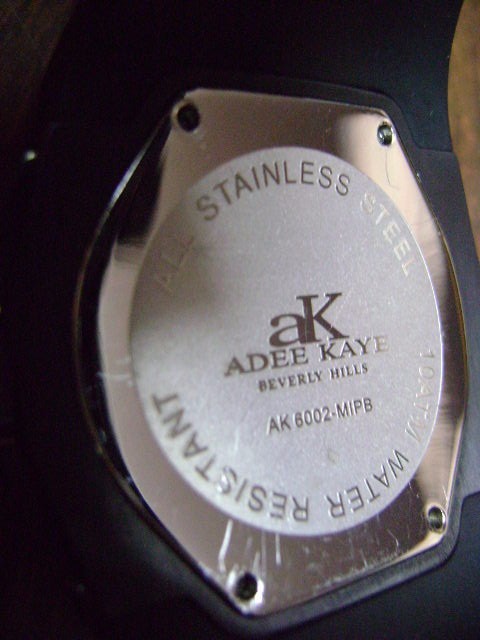 ALL STAINLESS STEEL
aK
ADEE KAYE
BEVERLY HILLS
AK 6002-MIPB
10ATM WATER RESISTANT